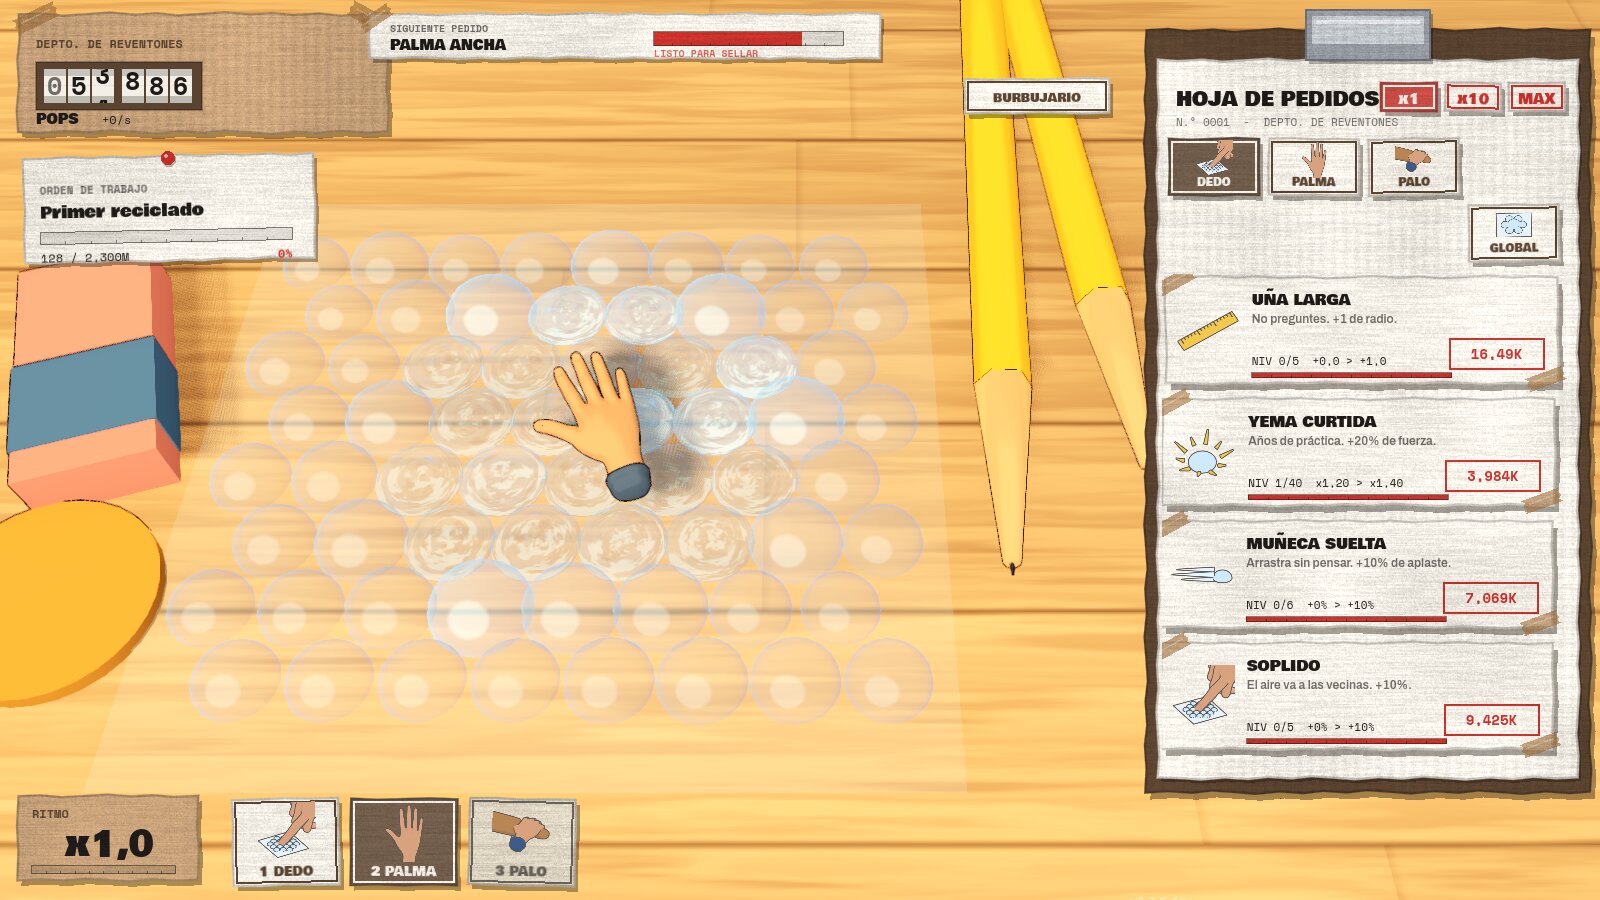 DEPTO. DE REVENTONES
POPS +0/s
SIGUIENTE PEDIDO
PALMA ANCHA
LISTO PARA SELLAR
ORDEN DE TRABAJO
Primer reciclado
128 / 2,300M 0%
BURBUJARIO
HOJA DE PEDIDOS x1 x10 MAX
N.° 0001 - DEPTO. DE REVENTONES
DEDO PALMA PALO
GLOBAL
UÑA LARGA
No preguntes. +1 de radio.
NIV 0/5 +0,0 > +1,0 16,49K
YEMA CURTIDA
Años de práctica. +20% de fuerza.
NIV 1/40 x1,20 > x1,40 3,984K
MUÑECA SUELTA
Arrastra sin pensar. +10% de aplaste.
NIV 0/6 +0% > +10% 7,069K
SOPLIDO
El aire va a las vecinas. +10%.
NIV 0/5 +0% > +10% 9,425K
RITMO
x1,0
1 DEDO 2 PALMA 3 PALO